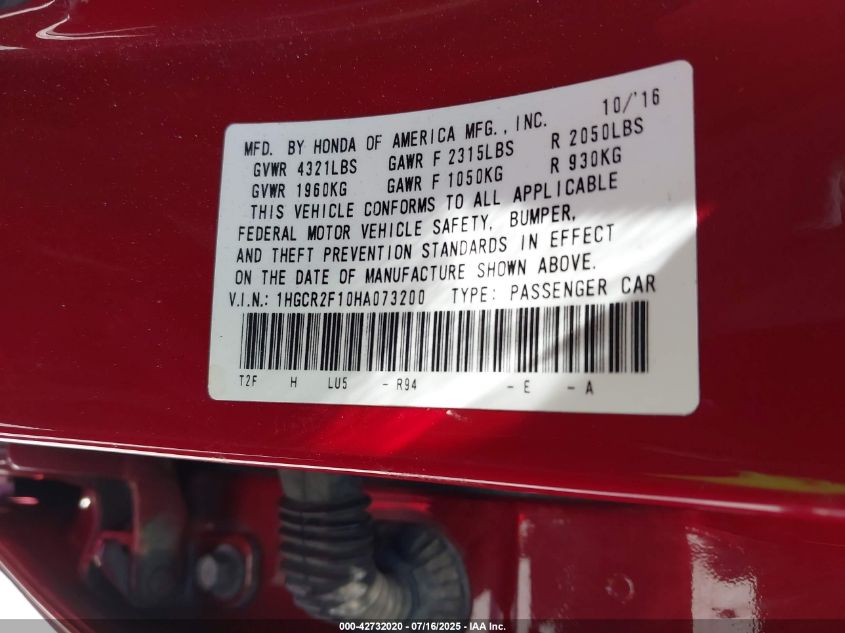 10/'16
MFD. BY HONDA OF AMERICA MFG., INC.
GVWR 4321LBS GAWR F 2315LBS R 2050LBS
GVWR 1960KG GAWR F 1050KG R 930KG
THIS VEHICLE CONFORMS TO ALL APPLICABLE
FEDERAL MOTOR VEHICLE SAFETY, BUMPER,
AND THEFT PREVENTION STANDARDS IN EFFECT
ON THE DATE OF MANUFACTURE SHOWN ABOVE.
V.I.N.: 1HGCR2F10HA073200 TYPE: PASSENGER CAR
T2F H LU5 - R94 - E - A
000-42732020 - 07/16/2025 - IAA Inc.